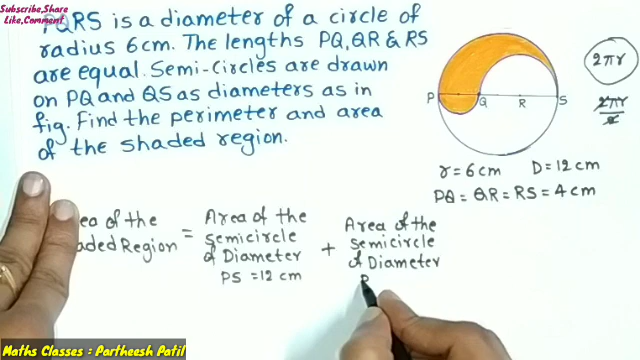 Subscribe,Share
Like,Comment
PQRS is a diameter of a circle of
radius 6cm. The lengths PQ, QR & RS
are equal. Semi-Circles are drawn
on PQ and QS as diameters as in
fig. Find the perimeter and area
of the shaded region.
P Q R S
2πr
2πr
2
r = 6cm D = 12 cm
PQ = QR = RS = 4 cm
ea of the
aded Region
=
Area of the
semicircle
of Diameter
PS = 12 cm
+
Area of the
semicircle
of Diameter
P
Maths Classes : Partheesh Patil